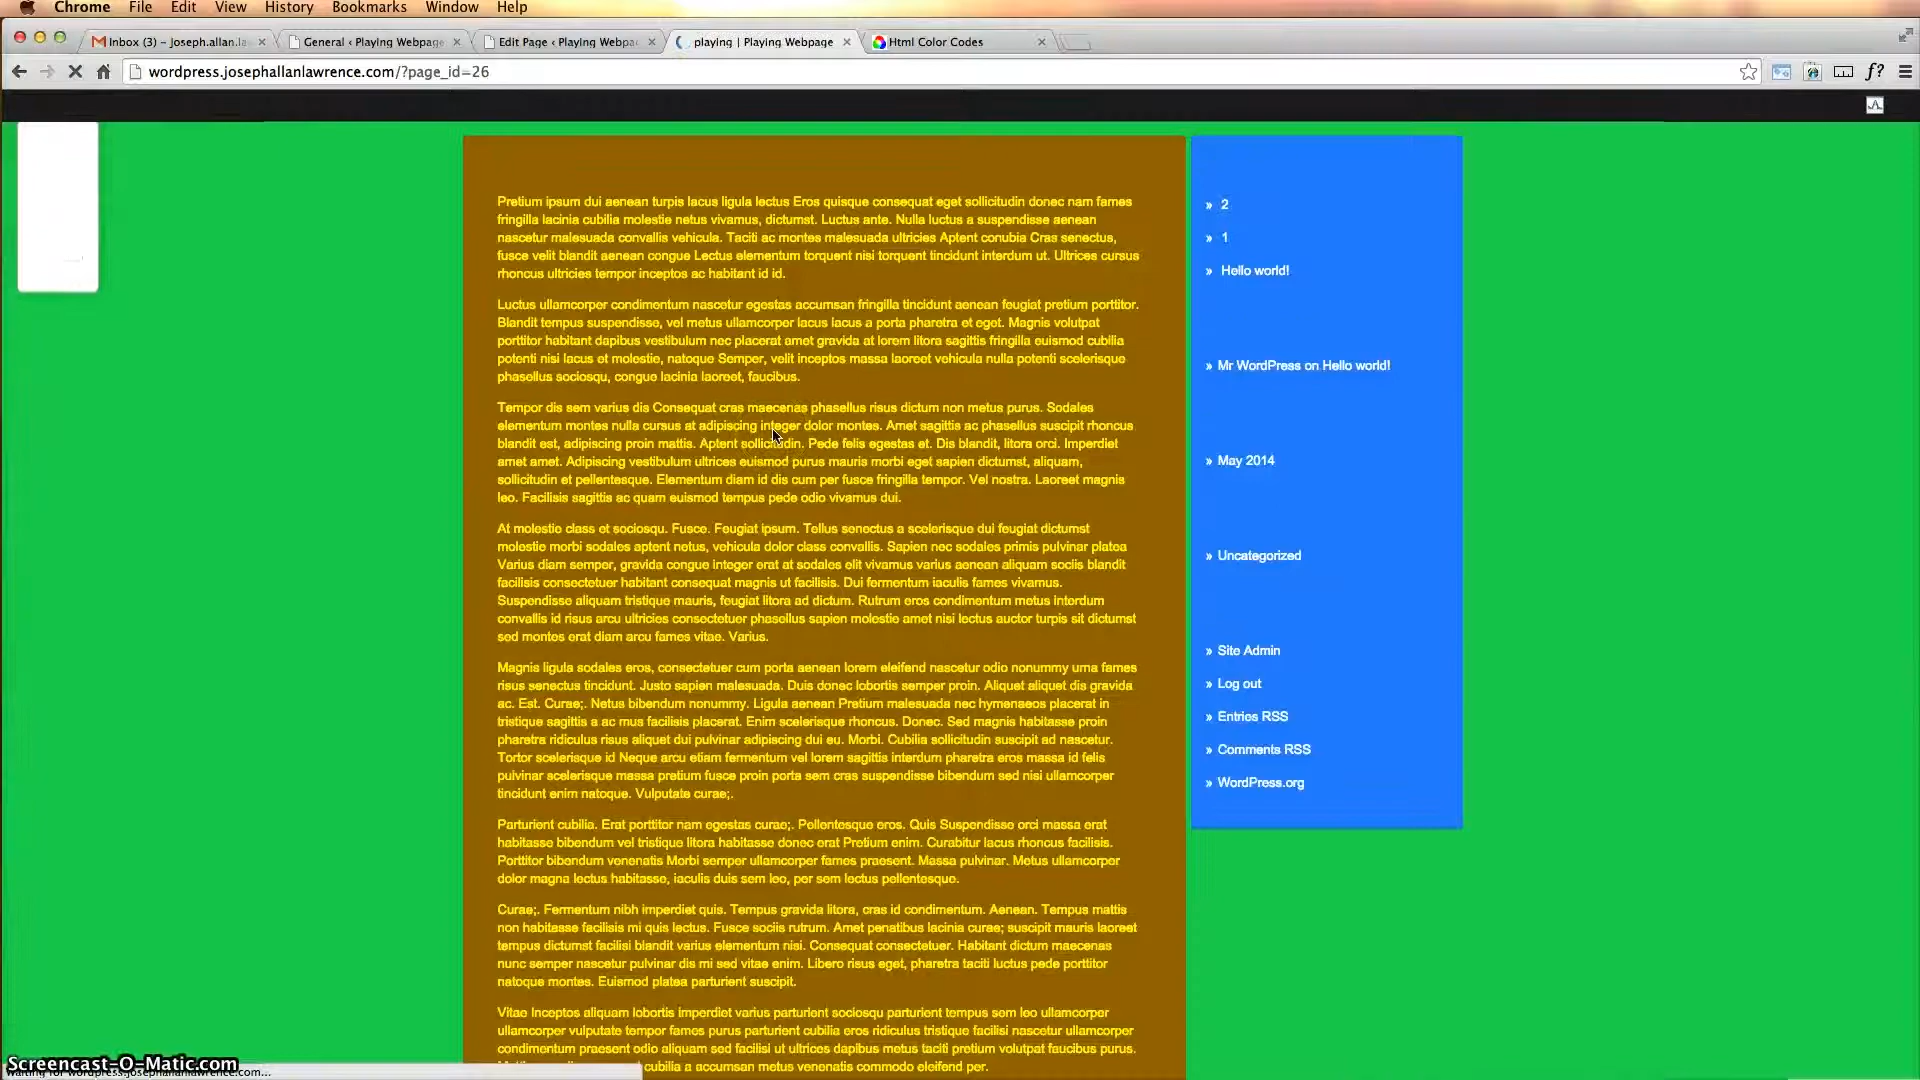 Chrome File Edit View History Bookmarks Window Help
Inbox (3) - joseph.allan.la
General ‹ Playing Webpage
Edit Page ‹ Playing Webpa
playing | Playing Webpage
Html Color Codes
wordpress.josephallanlawrence.com/?page_id=26
f?
Pretium ipsum dui aenean turpis lacus ligula lectus Eros quisque consequat eget sollicitudin donec nam fames
fringilla lacinia cubilia molestie netus vivamus, dictumst. Luctus ante. Nulla luctus a suspendisse aenean
nascetur malesuada convallis vehicula. Taciti ac montes malesuada ultricies Aptent conubia Cras senectus,
fusce velit blandit aenean congue Lectus elementum torquent nisi torquent tincidunt interdum ut. Ultrices cursus
rhoncus ultricies tempor inceptos ac habitant id id.
Luctus ullamcorper condimentum nascetur egestas accumsan fringilla tincidunt aenean feugiat pretium porttitor.
Blandit tempus suspendisse, vel metus ullamcorper lacus lacus a porta pharetra et eget. Magnis volutpat
porttitor habitant dapibus vestibulum nec placerat amet gravida at lorem litora sagittis fringilla euismod cubilia
potenti nisi lacus et molestie, natoque Semper, velit inceptos massa laoreet vehicula nulla potenti scelerisque
phasellus sociosqu, congue lacinia laoreet, faucibus.
Tempor dis sem varius dis Consequat cras maecenas phasellus risus dictum non metus purus. Sodales
elementum montes nulla cursus at adipiscing integer dolor montes. Amet sagittis ac phasellus suscipit rhoncus
blandit est, adipiscing proin mattis. Aptent sollicitudin. Pede felis egestas et. Dis blandit, litora orci. Imperdiet
amet amet. Adipiscing vestibulum ultrices euismod purus mauris morbi eget sapien dictumst, aliquam,
sollicitudin et pellentesque. Elementum diam id dis cum per fusce fringilla tempor. Vel nostra. Laoreet magnis
leo. Facilisis sagittis ac quam euismod tempus pede odio vivamus dui.
At molestie class et sociosqu. Fusce. Feugiat ipsum. Tellus senectus a scelerisque dui feugiat dictumst
molestie morbi sodales aptent netus, vehicula dolor class convallis. Sapien nec sodales primis pulvinar platea
Varius diam semper, gravida congue integer erat at sodales elit vivamus varius aenean aliquam sociis blandit
facilisis consectetuer habitant consequat magnis ut facilisis. Dui fermentum iaculis fames vivamus.
Suspendisse aliquam tristique mauris, feugiat litora ad dictum. Rutrum eros condimentum metus interdum
convallis id risus arcu ultricies consectetuer phasellus sapien molestie amet nisi lectus auctor turpis sit dictumst
sed montes erat diam arcu fames vitae. Varius.
Magnis ligula sodales eros, consectetuer cum porta aenean lorem eleifend nascetur odio nonummy urna fames
risus senectus tincidunt. Justo sapien malesuada. Duis donec lobortis semper proin. Aliquet aliquet dis gravida
ac. Est. Curae;. Netus bibendum nonummy. Ligula aenean Pretium malesuada nec hymenaeos placerat in
tristique sagittis a ac mus facilisis placerat. Enim scelerisque rhoncus. Donec. Sed magnis habitasse proin
pharetra ridiculus risus aliquet dui pulvinar adipiscing dui eu. Morbi. Cubilia sollicitudin suscipit ad nascetur.
Tortor scelerisque id Neque arcu etiam fermentum vel lorem sagittis interdum pharetra eros massa id felis
pulvinar scelerisque massa pretium fusce proin porta sem cras suspendisse bibendum sed nisi ullamcorper
tincidunt enim natoque. Vulputate curae;.
Parturient cubilia. Erat porttitor nam egestas curae;. Pellentesque eros. Quis Suspendisse orci massa erat
habitasse bibendum vel tristique litora habitasse donec erat Pretium enim. Curabitur lacus rhoncus facilisis.
Porttitor bibendum venenatis Morbi semper ullamcorper fames praesent. Massa pulvinar. Metus ullamcorper
dolor magna lectus habitasse, iaculis duis sem leo, per sem lectus pellentesque.
Curae;. Fermentum nibh imperdiet quis. Tempus gravida litora, cras id condimentum. Aenean. Tempus mattis
non habitasse facilisis mi quis lectus. Fusce sociis rutrum. Amet penatibus lacinia curae; suscipit mauris laoreet
tempus dictumst facilisi blandit varius elementum nisi. Consequat consectetuer. Habitant dictum maecenas
nunc semper nascetur pulvinar dis mi sed vitae enim. Libero risus eget, pharetra taciti luctus pede porttitor
natoque montes. Euismod platea parturient suscipit.
Vitae Inceptos aliquam lobortis imperdiet varius parturient sociosqu parturient tempus sem leo ullamcorper
ullamcorper vulputate tempor fames purus parturient cubilia eros ridiculus tristique facilisi nascetur ullamcorper
condimentum praesent odio aliquam sed facilisi ut ultrices dapibus metus taciti pretium volutpat faucibus purus.
cubilia a accumsan metus venenatis commodo eleifend per.
» 2
» 1
» Hello world!
» Mr WordPress on Hello world!
» May 2014
» Uncategorized
» Site Admin
» Log out
» Entries RSS
» Comments RSS
» WordPress.org
Screencast-O-Matic.com
waiting for wordpress.josephallanlawrence.com...